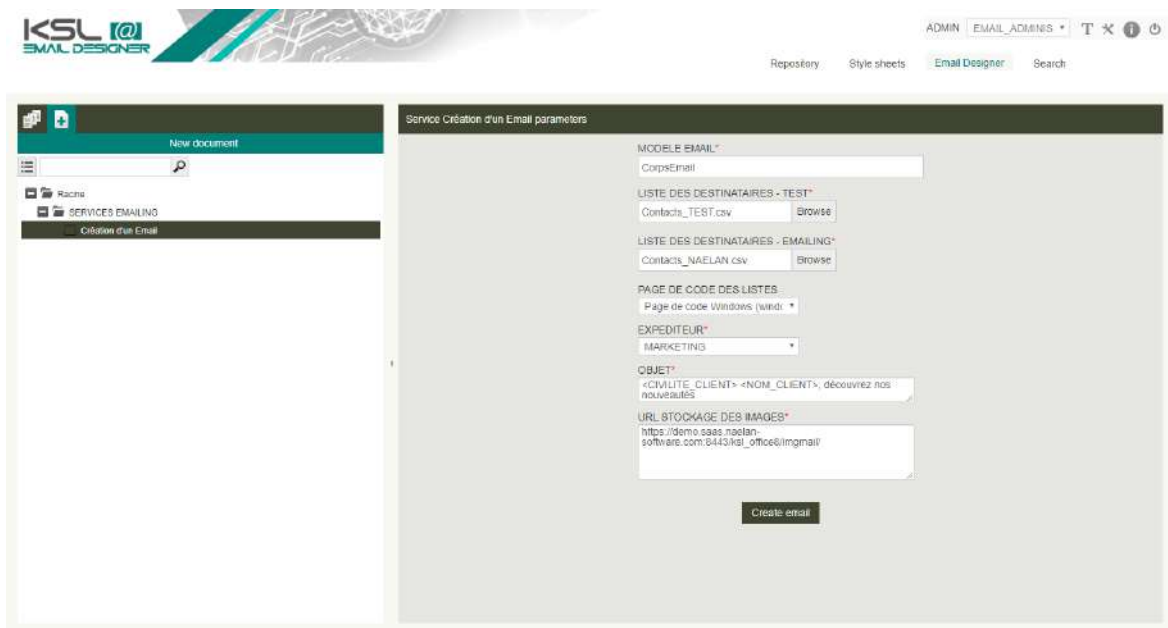 KSL [@]
EMAIL DESIGNER
ADMIN EMAIL_ADMINIS
Repository Style sheets Email Designer Search
New document
Racine
SERVICES EMAILING
Création d'un Email
Service Création d'un Email parameters
MODELE EMAIL*
CorpsEmail
LISTE DES DESTINATAIRES - TEST*
Contacts_TEST.csv Browse
LISTE DES DESTINATAIRES - EMAILING*
Contacts_NAELAN.csv Browse
PAGE DE CODE DES LISTES
Page de code Windows (windo
EXPEDITEUR*
MARKETING
OBJET*
<CIVILITE_CLIENT> <NOM_CLIENT>, découvrez nos
nouveautés
URL STOCKAGE DES IMAGES*
https://demo.saas.naelan-
software.com:8443/ksl_office6/imgmail/
Create email